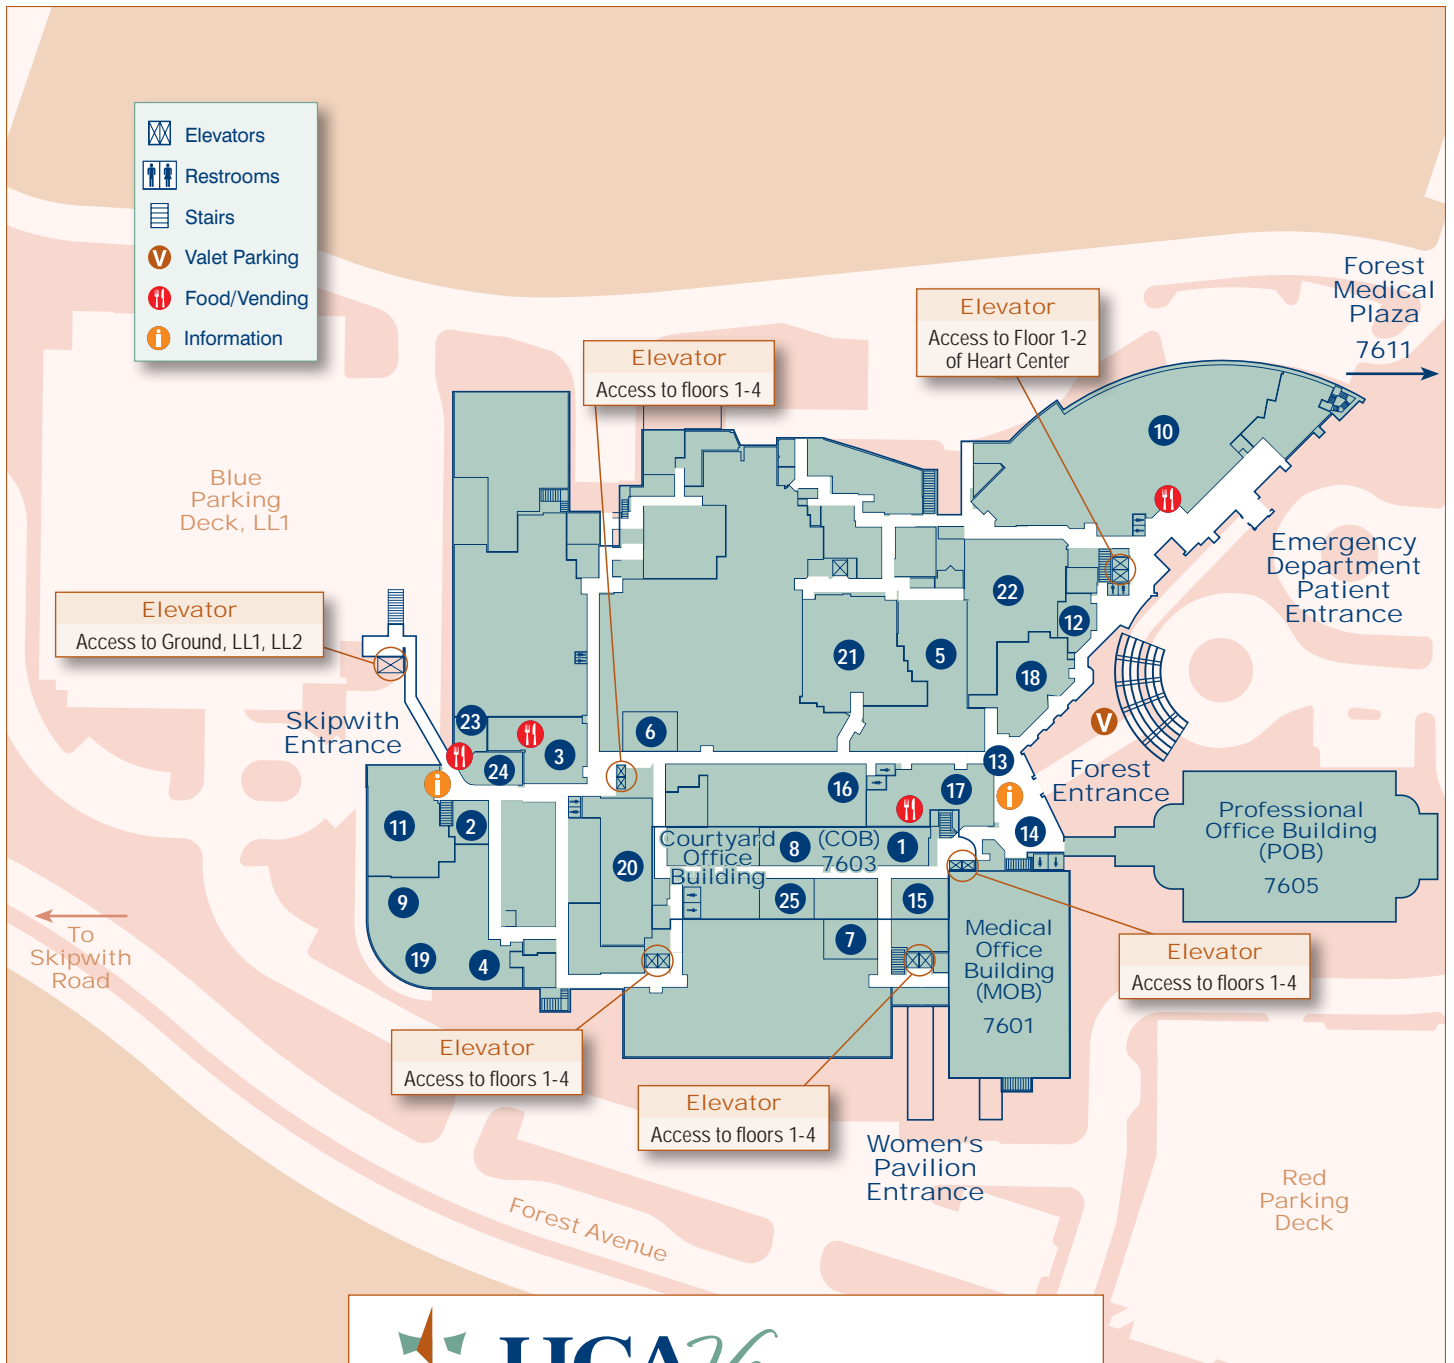 Elevators
Restrooms
Stairs
V
Valet Parking
Food/Vending
i
Information
Forest
Medical
Plaza
7611
Elevator
Access to Floor 1-2
of Heart Center
Elevator
Access to floors 1-4
10
Blue
Parking
Deck, LL1
Emergency
Department
Patient
Entrance
Elevator
Access to Ground, LL1, LL2
22
12
21
5
18
Skipwith
Entrance
23
6
V
3
24
13
Forest
Entrance
i
16
17
i
11
2
14
Professional
Office Building
(POB)
7605
Courtyard
Office
Building
8
(COB)
7603
1
20
9
25
15
To
Skipwith
Road
19
4
7
Medical
Office
Building
(MOB)
7601
Elevator
Access to floors 1-4
Elevator
Access to floors 1-4
Elevator
Access to floors 1-4
Women's
Pavilion
Entrance
Red
Parking
Deck
Forest Avenue
HCA